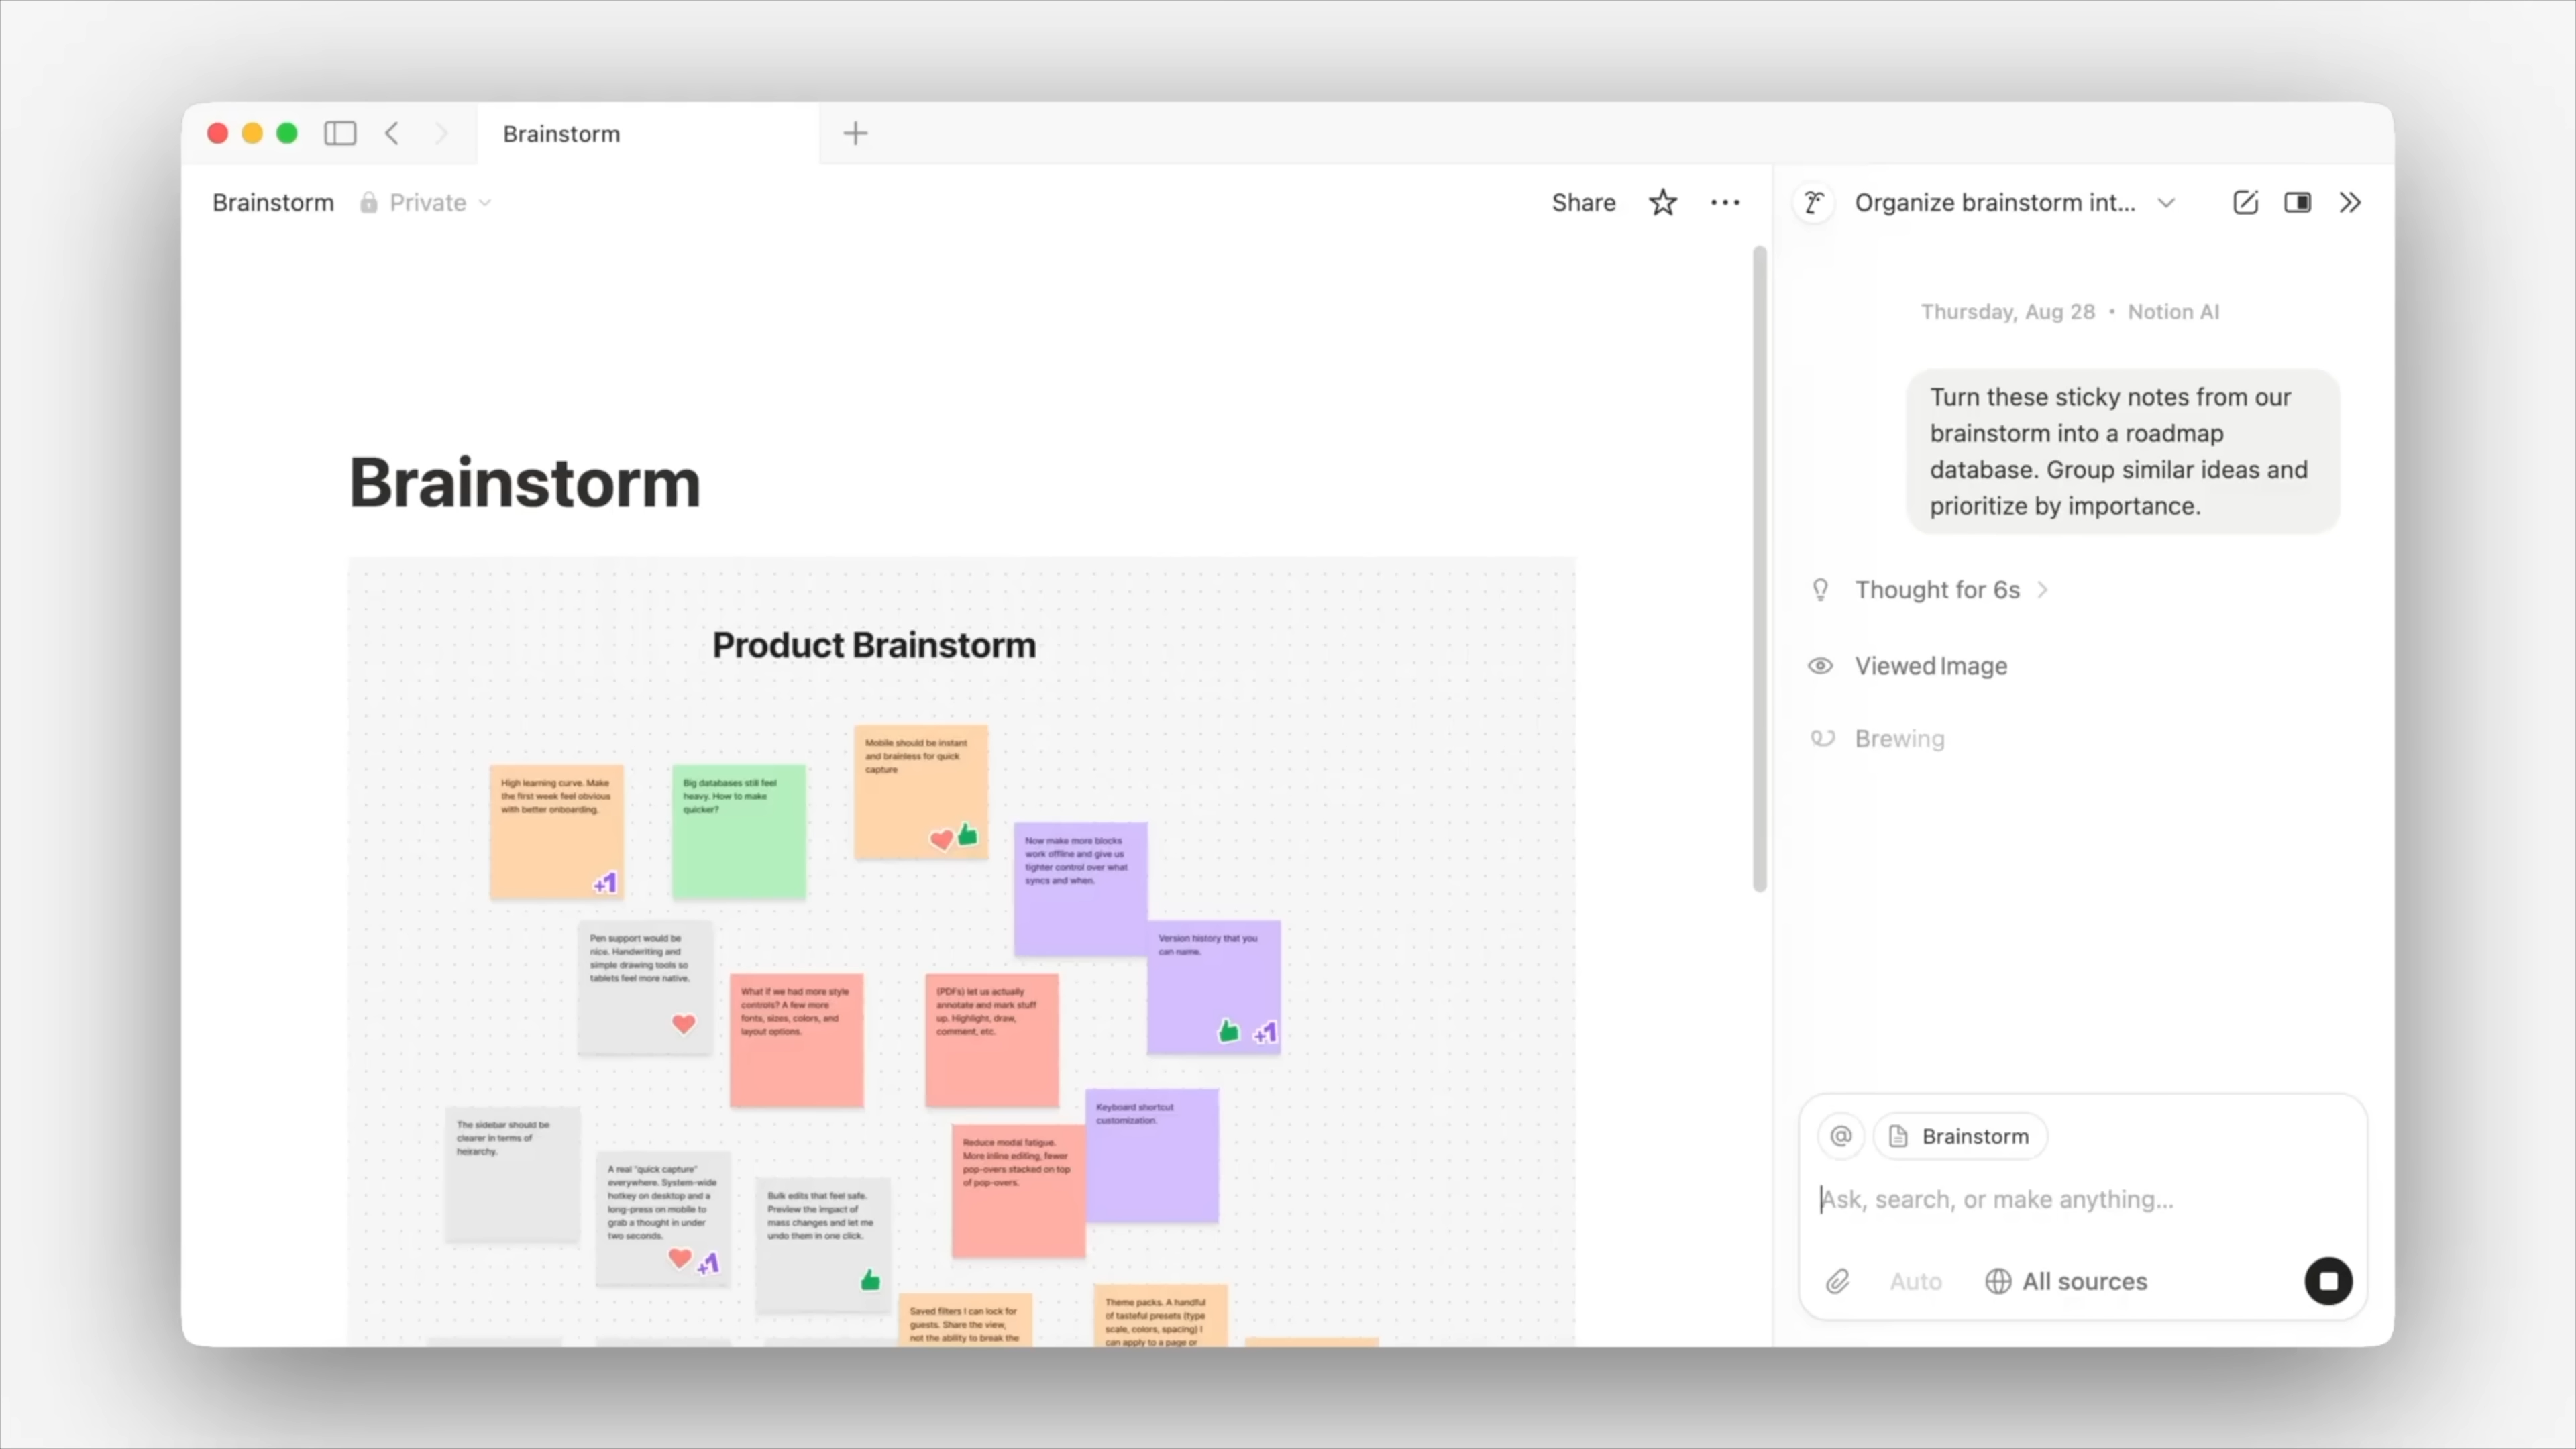 Brainstorm
Brainstorm Private
Share
Organize brainstorm int...
Brainstorm
Product Brainstorm
High learning curve. Make
the first week feel obvious
with better onboarding.
+1
Big databases still feel
heavy. How to make
quicker?
Mobile should be instant
and brainless for quick
capture
Now make more blocks
work offline and give us
tighter control over what
syncs and when.
Pen support would be
nice. Handwriting and
simple drawing tools so
tablets feel more native.
What if we had more style
controls? A few more
fonts, sizes, colors, and
layout options.
(PDFs) let us actually
annotate and mark stuff
up. Highlight, draw,
comment, etc.
Version history that you
can name.
+1
The sidebar should be
clearer in terms of
heirarchy.
A real "quick capture"
everywhere. System-wide
hotkey on desktop and a
long-press on mobile to
grab a thought in under
two seconds.
+1
Bulk edits that feel safe.
Preview the impact of
mass changes and let me
undo them in one click.
Reduce modal fatigue.
More inline editing, fewer
pop-overs stacked on top
of pop-overs.
Keyboard shortcut
customization.
Saved filters I can lock for
guests. Share the view,
not the ability to break the
Theme packs. A handful
of tasteful presets (type
scale, colors, spacing) I
can apply to a page or
Thursday, Aug 28 • Notion AI
Turn these sticky notes from our
brainstorm into a roadmap
database. Group similar ideas and
prioritize by importance.
Thought for 6s
Viewed Image
Brewing
@ Brainstorm
Ask, search, or make anything...
Auto All sources